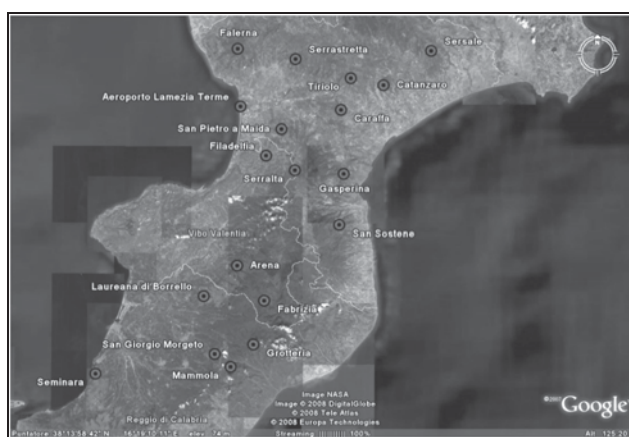 Falerna
Serrastretta
Sersale
Tiriolo
Catanzaro
Aeroporto Lamezia Terme
Caraffa
San Pietro a Maida
Filadelfia
Serralta
Gasperina
Vibo Valentia
San Sostene
Arena
Laureana di Borrello
Fabrizia
San Giorgio Morgeto
Grotteria
Mammola
Seminara
Image NASA
Image © 2008 DigitalGlobe
© 2008 Tele Atlas
© 2008 Europa Technologies
Reggio di Calabria
Google
Streaming 100%